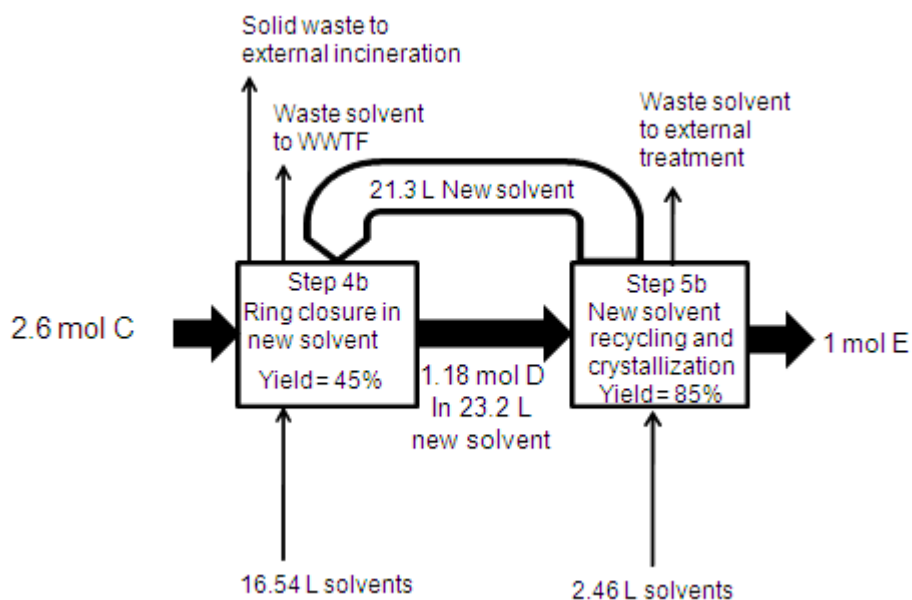 Solid waste to
external incineration
Waste solvent
to WWTF
Waste solvent
to external
treatment
21.3 L New solvent
2.6 mol C
Step 4b
Ring closure in
new solvent
Yield= 45%
1.18 mol D
In 23.2 L
new solvent
Step 5b
New solvent
recycling and
crystallization
Yield= 85%
1 mol E
16.54 L solvents
2.46 L solvents